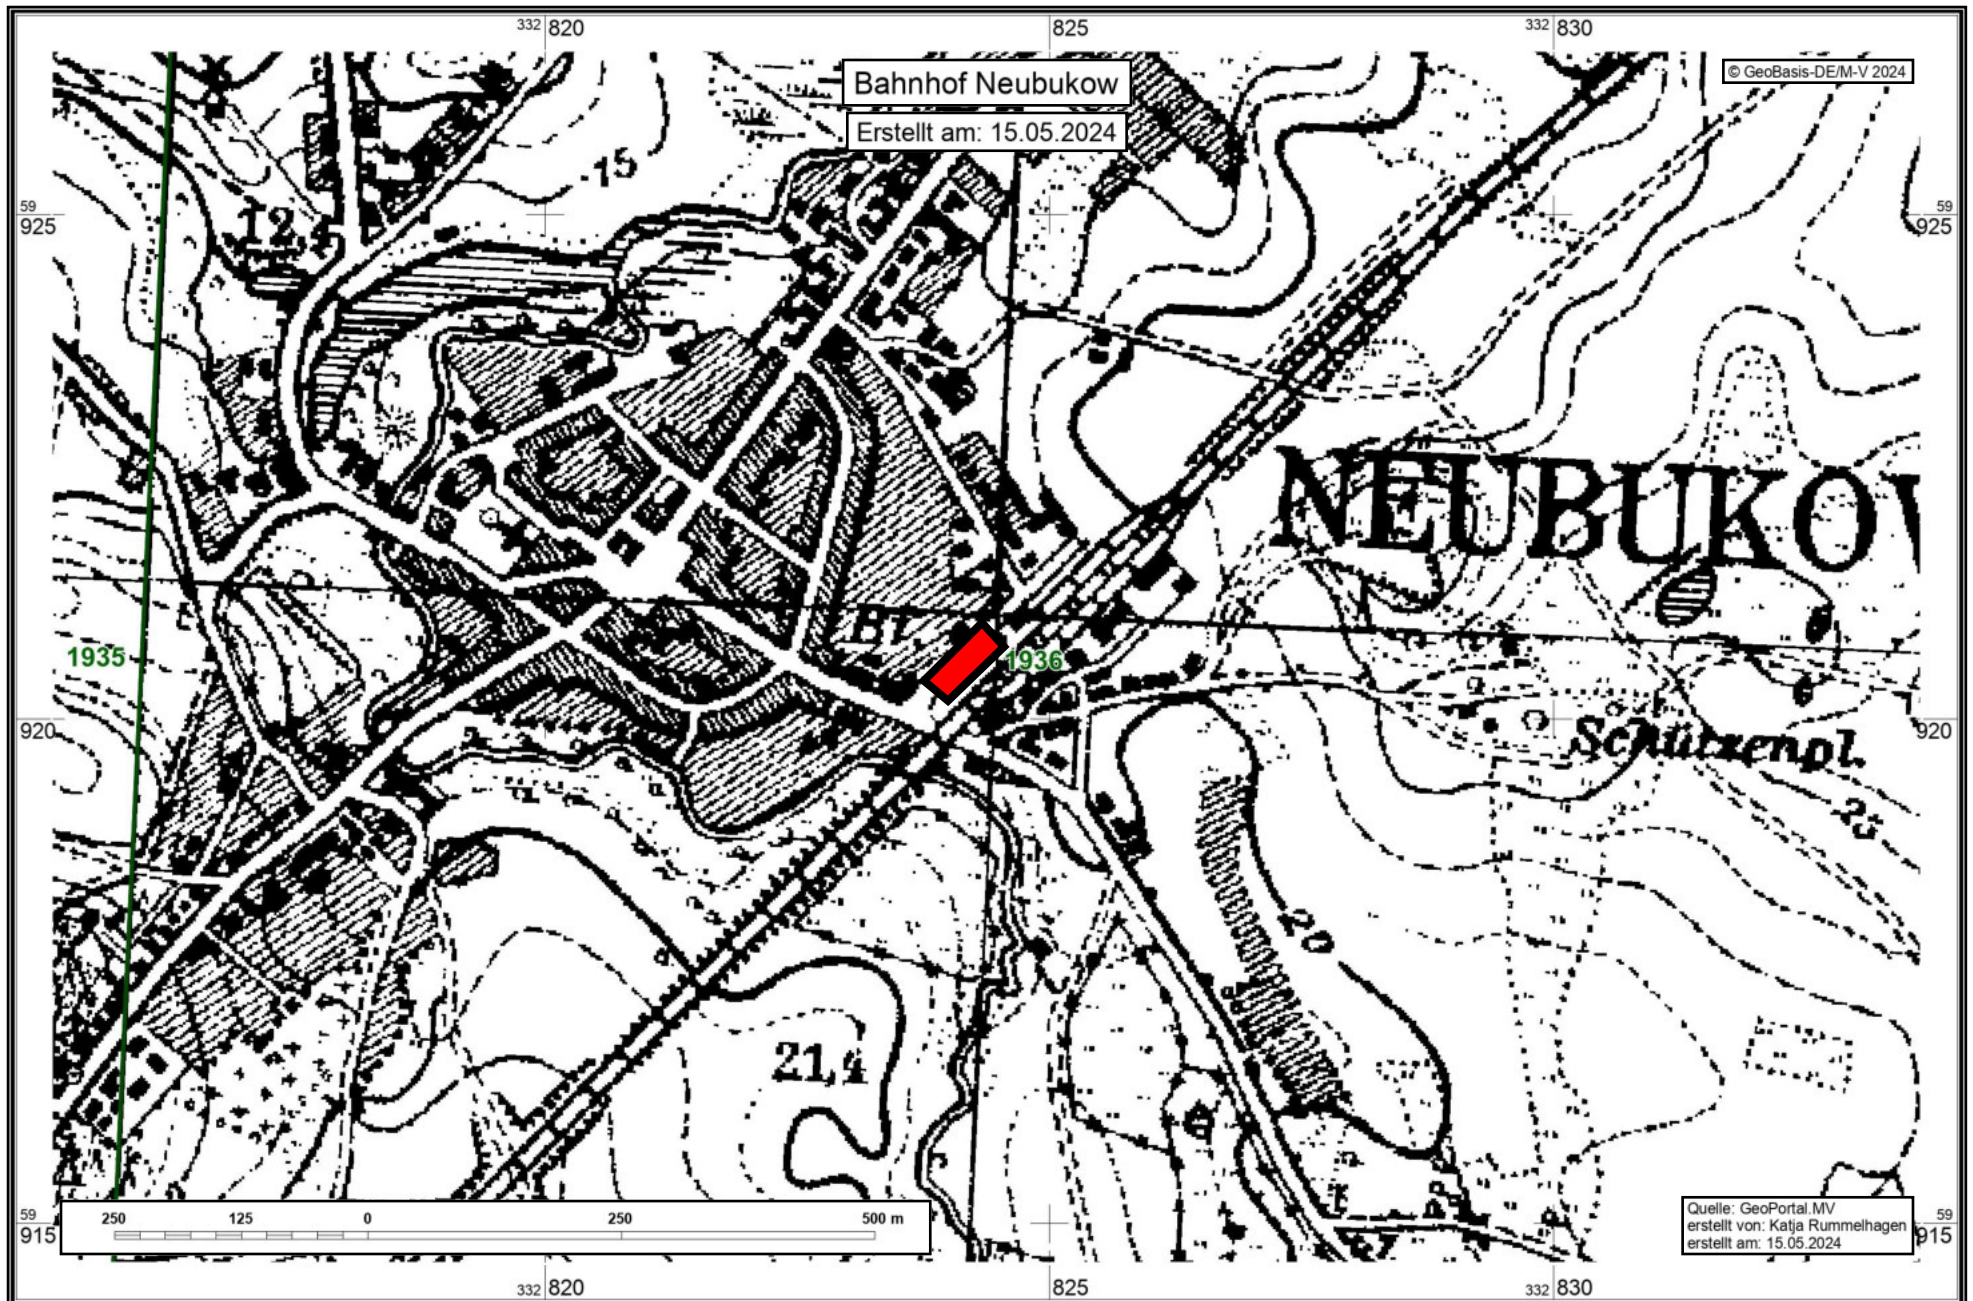 332 820
825
332 830
Bahnhof Neubukow
© GeoBasis-DE/M-V 2024
Erstellt am: 15.05.2024
15
59
925
12,4
59
925
NEUBUKOW
Bf.
1935
1936
920
920
Schützenpl.
25
20
21,4
250 125 0 250 500 m
59
915
Quelle: GeoPortal.MV
erstellt von: Katja Rummelhagen
erstellt am: 15.05.2024
59
915
332 820
825
332 830